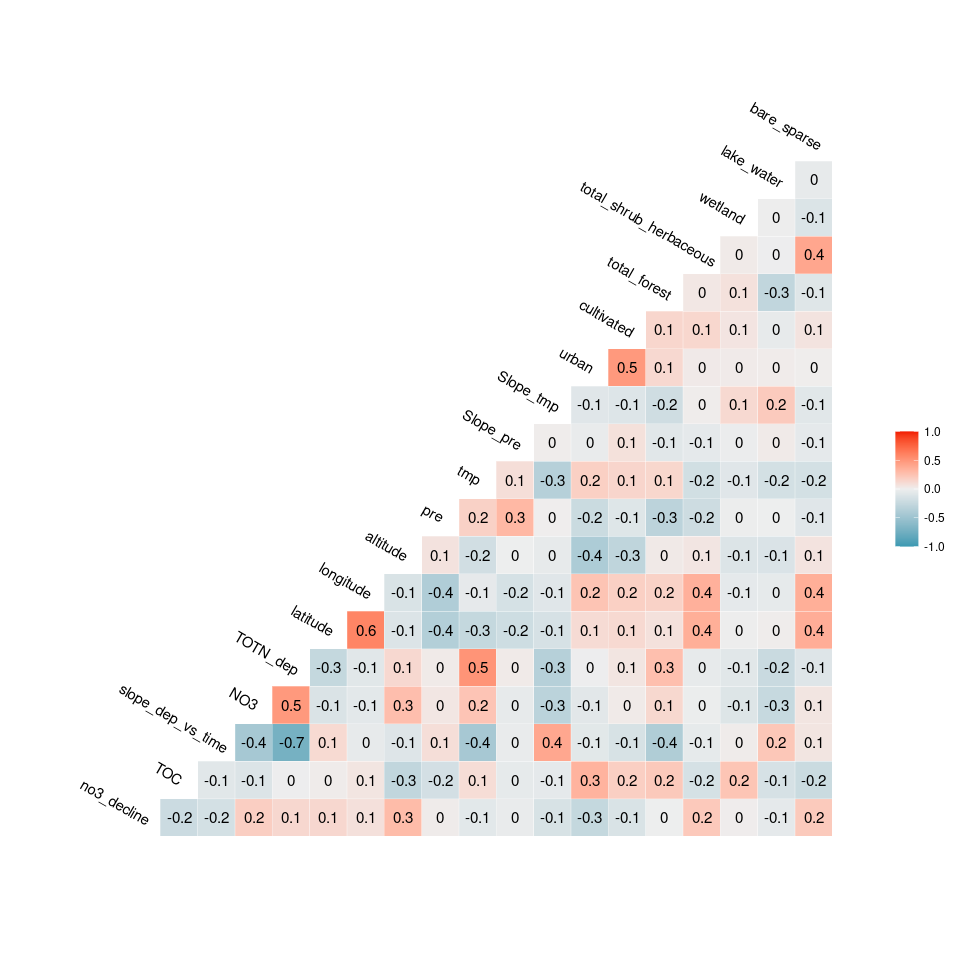 bare_sparse
lake_water 0
wetland 0 -0.1
total_shrub_herbaceous 0 0 0.4
total_forest 0 0.1 -0.3 -0.1
cultivated 0.1 0.1 0.1 0 0.1
urban 0.5 0.1 0 0 0 0
Slope_tmp -0.1 -0.1 -0.2 0 0.1 0.2 -0.1
Slope_pre 0 0 0.1 -0.1 -0.1 0 0 -0.1
tmp 0.1 -0.3 0.2 0.1 0.1 -0.2 -0.1 -0.2 -0.2
pre 0.2 0.3 0 -0.2 -0.1 -0.3 -0.2 0 0 -0.1
altitude 0.1 -0.2 0 0 -0.4 -0.3 0 0.1 -0.1 -0.1 0.1
longitude -0.1 -0.4 -0.1 -0.2 -0.1 0.2 0.2 0.2 0.4 -0.1 0 0.4
latitude 0.6 -0.1 -0.4 -0.3 -0.2 -0.1 0.1 0.1 0.1 0.4 0 0 0.4
TOTN_dep -0.3 -0.1 0.1 0 0.5 0 -0.3 0 0.1 0.3 0 -0.1 -0.2 -0.1
NO3 0.5 -0.1 -0.1 0.3 0 0.2 0 -0.3 -0.1 0 0.1 0 -0.1 -0.3 0.1
slope_dep_vs_time -0.4 -0.7 0.1 0 -0.1 0.1 -0.4 0 0.4 -0.1 -0.1 -0.4 -0.1 0 0.2 0.1
TOC -0.1 -0.1 0 0 0.1 -0.3 -0.2 0.1 0 -0.1 0.3 0.2 0.2 -0.2 0.2 -0.1 -0.2
no3_decline -0.2 -0.2 0.2 0.1 0.1 0.1 0.3 0 -0.1 0 -0.1 -0.3 -0.1 0 0.2 0 -0.1 0.2
1.0
0.5
0.0
-0.5
-1.0